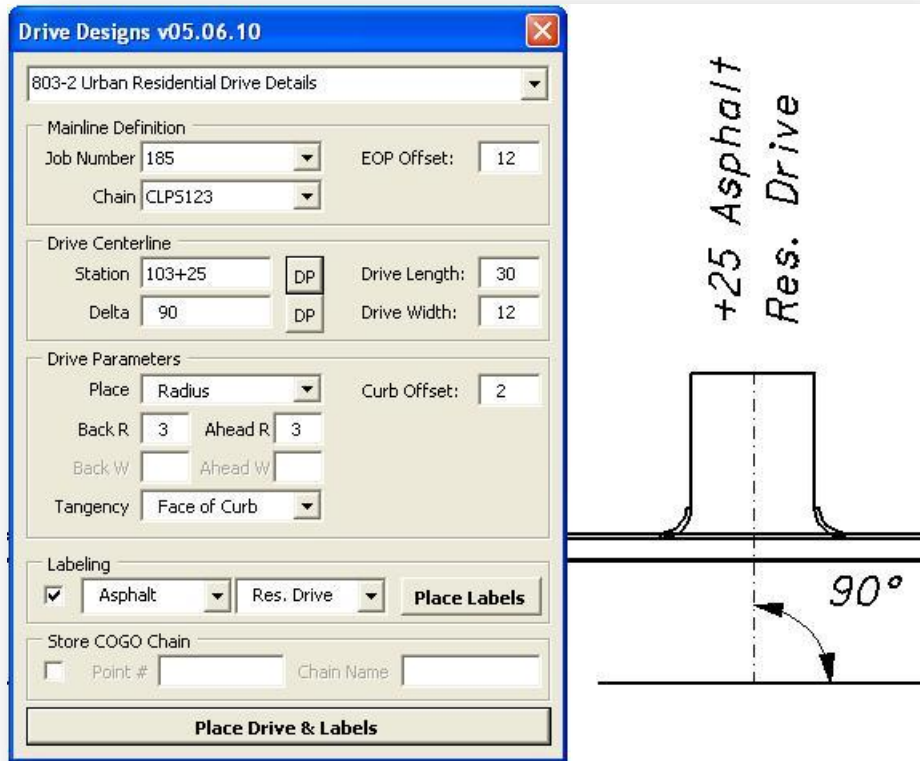 Drive Designs v05.06.10
803-2 Urban Residential Drive Details
Mainline Definition
Job Number 185 EOP Offset: 12
Chain CLPS123
Drive Centerline
Station 103+25 DP Drive Length: 30
Delta 90 DP Drive Width: 12
Drive Parameters
Place Radius Curb Offset: 2
Back R 3 Ahead R 3
Back W Ahead W
Tangency Face of Curb
Labeling
Asphalt Res. Drive Place Labels
Store COGO Chain
Point # Chain Name
Place Drive & Labels
+25 Asphalt
Res. Drive
90°